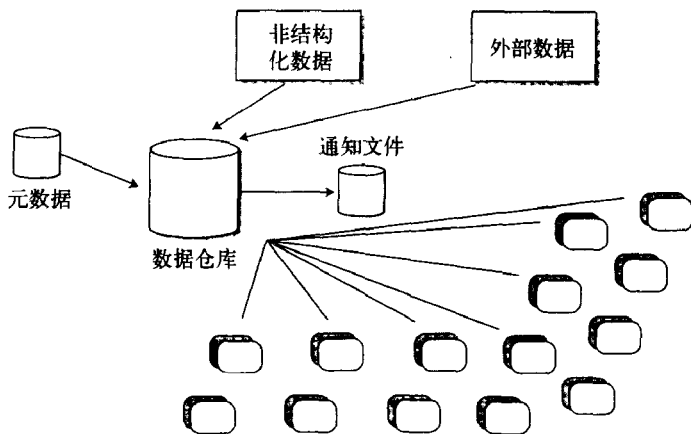 非结构
化数据
外部数据
通知文件
元数据
数据仓库